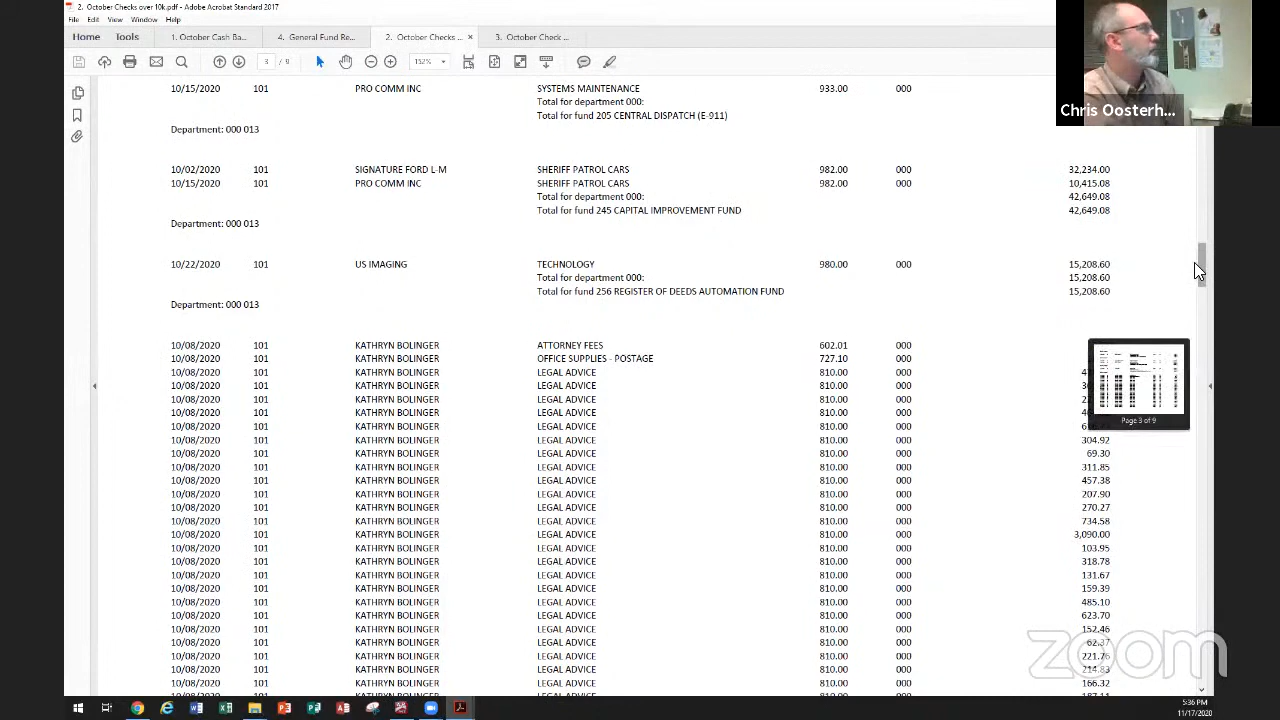 2. October Checks over 10k.pdf - Adobe Acrobat Standard 2017
File Edit View Window Help
Home Tools 1. October Cash Ba... 4. General Fund Re... 2. October Checks ... × 3. October Check ...
3 / 9 152%
Chris Oosterh...
10/15/2020 101 PRO COMM INC SYSTEMS MAINTENANCE 933.00 000
Total for department 000:
Total for fund 205 CENTRAL DISPATCH (E-911)
Department: 000 013
10/02/2020 101 SIGNATURE FORD L-M SHERIFF PATROL CARS 982.00 000 32,234.00
10/15/2020 101 PRO COMM INC SHERIFF PATROL CARS 982.00 000 10,415.08
Total for department 000: 42,649.08
Total for fund 245 CAPITAL IMPROVEMENT FUND 42,649.08
Department: 000 013
10/22/2020 101 US IMAGING TECHNOLOGY 980.00 000 15,208.60
Total for department 000: 15,208.60
Total for fund 256 REGISTER OF DEEDS AUTOMATION FUND 15,208.60
Department: 000 013
10/08/2020 101 KATHRYN BOLINGER ATTORNEY FEES 602.01 000
10/08/2020 101 KATHRYN BOLINGER OFFICE SUPPLIES - POSTAGE 727.10 000
10/08/2020 101 KATHRYN BOLINGER LEGAL ADVICE 810.00 000
10/08/2020 101 KATHRYN BOLINGER LEGAL ADVICE 810.00 000
10/08/2020 101 KATHRYN BOLINGER LEGAL ADVICE 810.00 000
10/08/2020 101 KATHRYN BOLINGER LEGAL ADVICE 810.00 000
10/08/2020 101 KATHRYN BOLINGER LEGAL ADVICE 810.00 000
Page 3 of 9
10/08/2020 101 KATHRYN BOLINGER LEGAL ADVICE 810.00 000 304.92
10/08/2020 101 KATHRYN BOLINGER LEGAL ADVICE 810.00 000 69.30
10/08/2020 101 KATHRYN BOLINGER LEGAL ADVICE 810.00 000 311.85
10/08/2020 101 KATHRYN BOLINGER LEGAL ADVICE 810.00 000 457.38
10/08/2020 101 KATHRYN BOLINGER LEGAL ADVICE 810.00 000 207.90
10/08/2020 101 KATHRYN BOLINGER LEGAL ADVICE 810.00 000 270.27
10/08/2020 101 KATHRYN BOLINGER LEGAL ADVICE 810.00 000 734.58
10/08/2020 101 KATHRYN BOLINGER LEGAL ADVICE 810.00 000 3,090.00
10/08/2020 101 KATHRYN BOLINGER LEGAL ADVICE 810.00 000 103.95
10/08/2020 101 KATHRYN BOLINGER LEGAL ADVICE 810.00 000 318.78
10/08/2020 101 KATHRYN BOLINGER LEGAL ADVICE 810.00 000 131.67
10/08/2020 101 KATHRYN BOLINGER LEGAL ADVICE 810.00 000 159.39
10/08/2020 101 KATHRYN BOLINGER LEGAL ADVICE 810.00 000 485.10
10/08/2020 101 KATHRYN BOLINGER LEGAL ADVICE 810.00 000 623.70
10/08/2020 101 KATHRYN BOLINGER LEGAL ADVICE 810.00 000 152.46
10/08/2020 101 KATHRYN BOLINGER LEGAL ADVICE 810.00 000 62.37
10/08/2020 101 KATHRYN BOLINGER LEGAL ADVICE 810.00 000 221.76
10/08/2020 101 KATHRYN BOLINGER LEGAL ADVICE 810.00 000 214.83
10/08/2020 101 KATHRYN BOLINGER LEGAL ADVICE 810.00 000 166.32
zoom
5:36 PM
11/17/2020